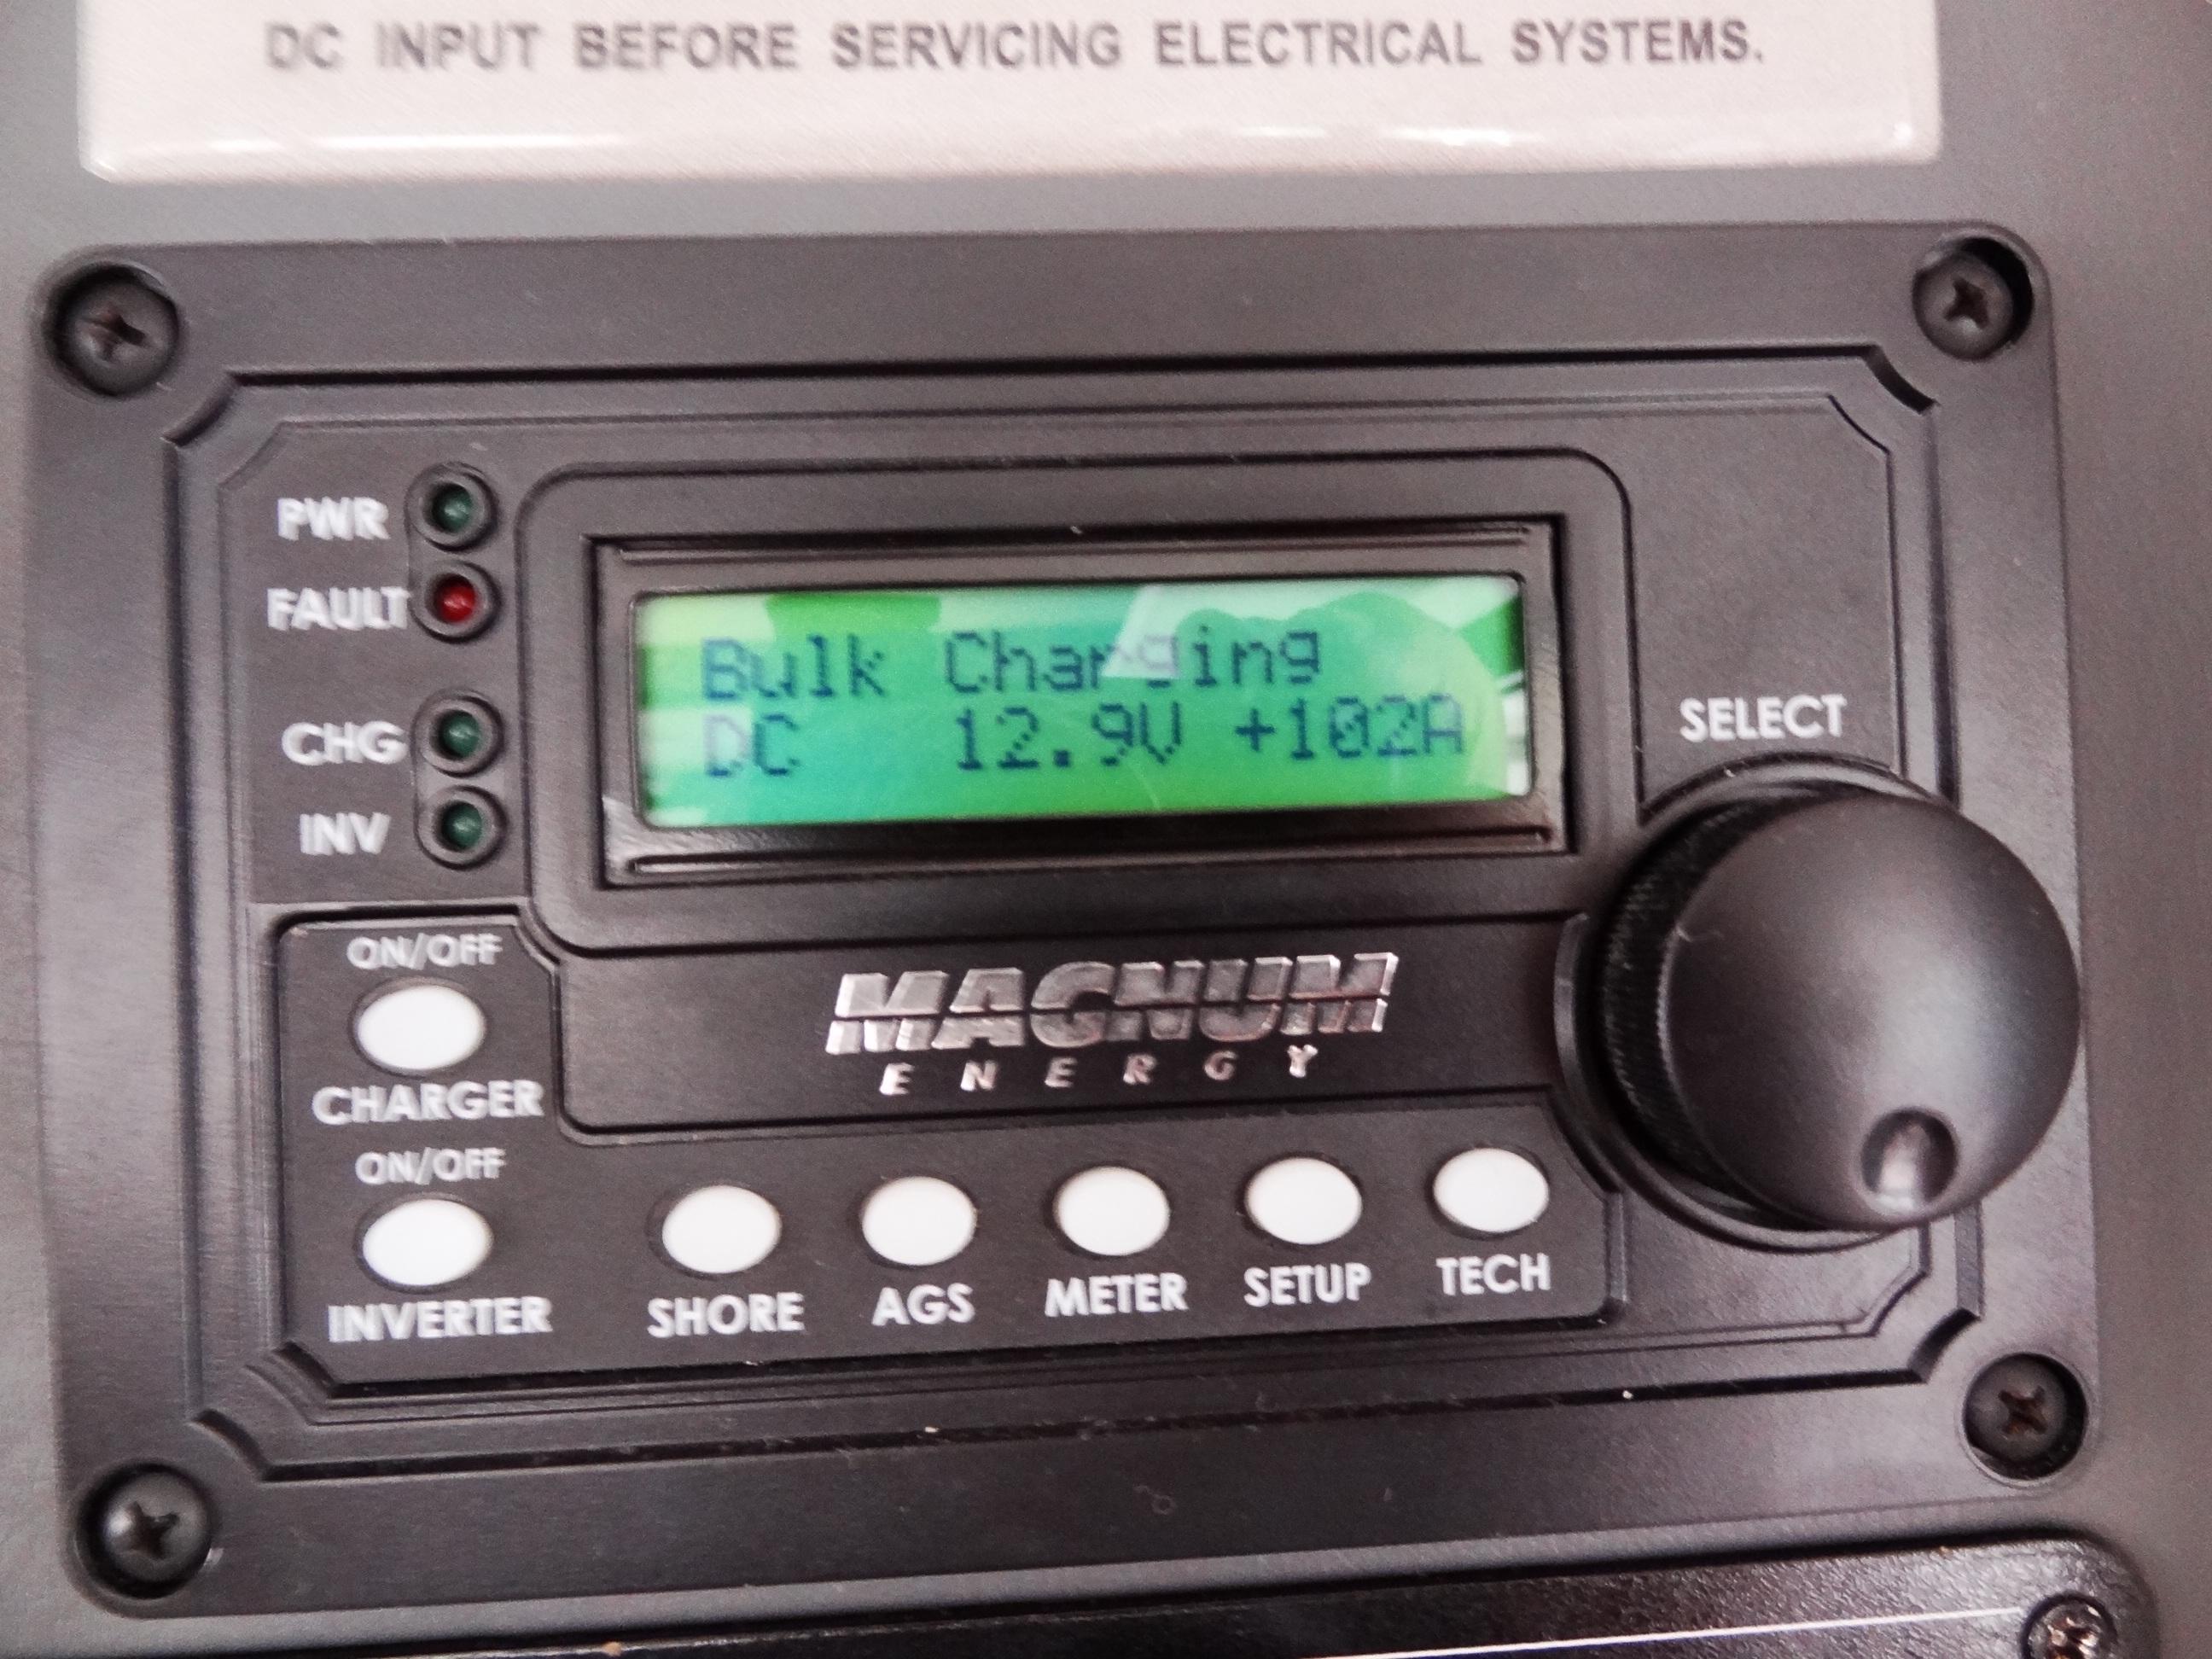 DC INPUT BEFORE SERVICING ELECTRICAL SYSTEMS.
PWR
FAULT
CHG
INV
Bulk Charging
DC 12.9V +102A
SELECT
ON/OFF
CHARGER
ON/OFF
INVERTER
MAGNUM
ENERGY
SHORE
AGS
METER
SETUP
TECH